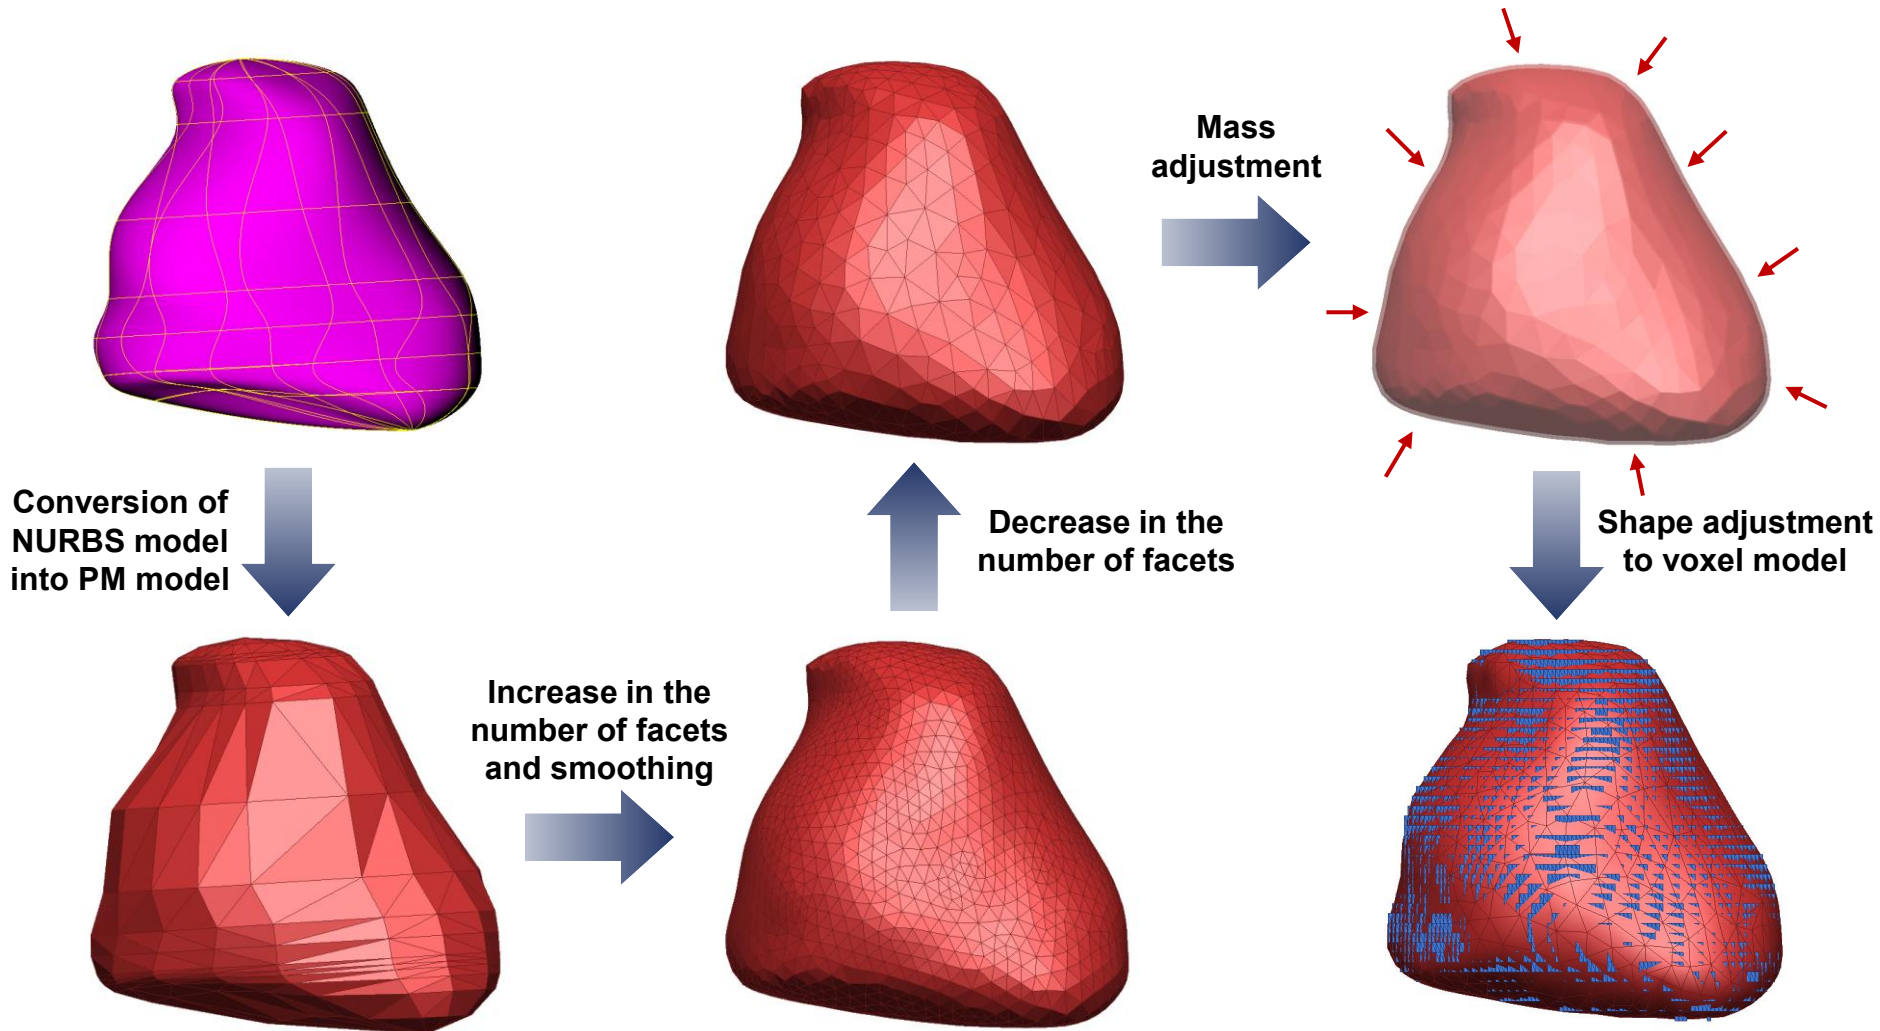 Conversion of
NURBS model
into PM model
Increase in the
number of facets
and smoothing
Decrease in the
number of facets
Mass
adjustment
Shape adjustment
to voxel model